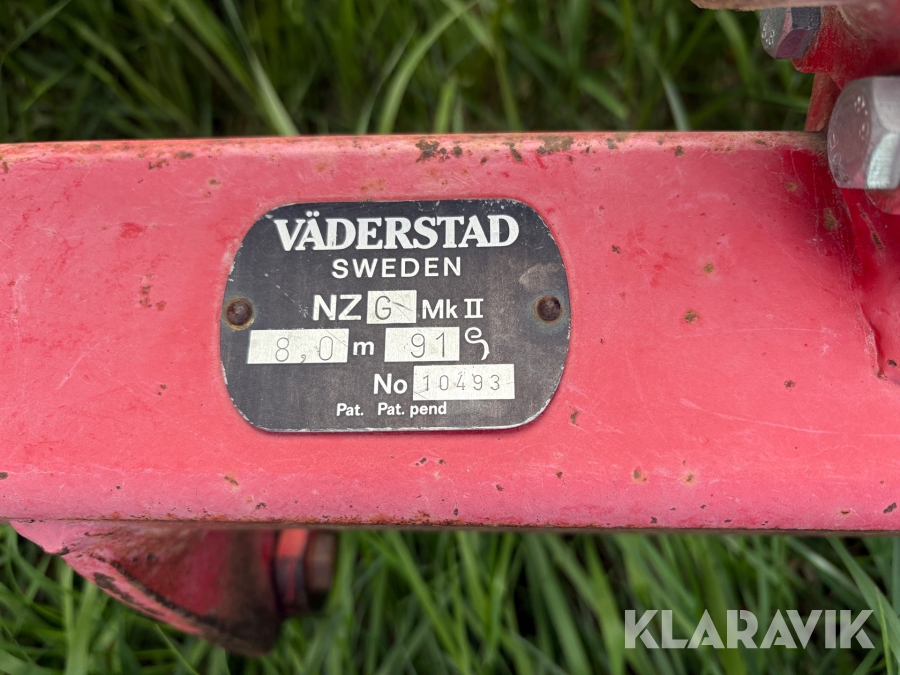 VÄDERSTAD
SWEDEN
NZ G Mk II
8,0 m 91
No 10493
Pat. Pat. pend
KLARAVIK